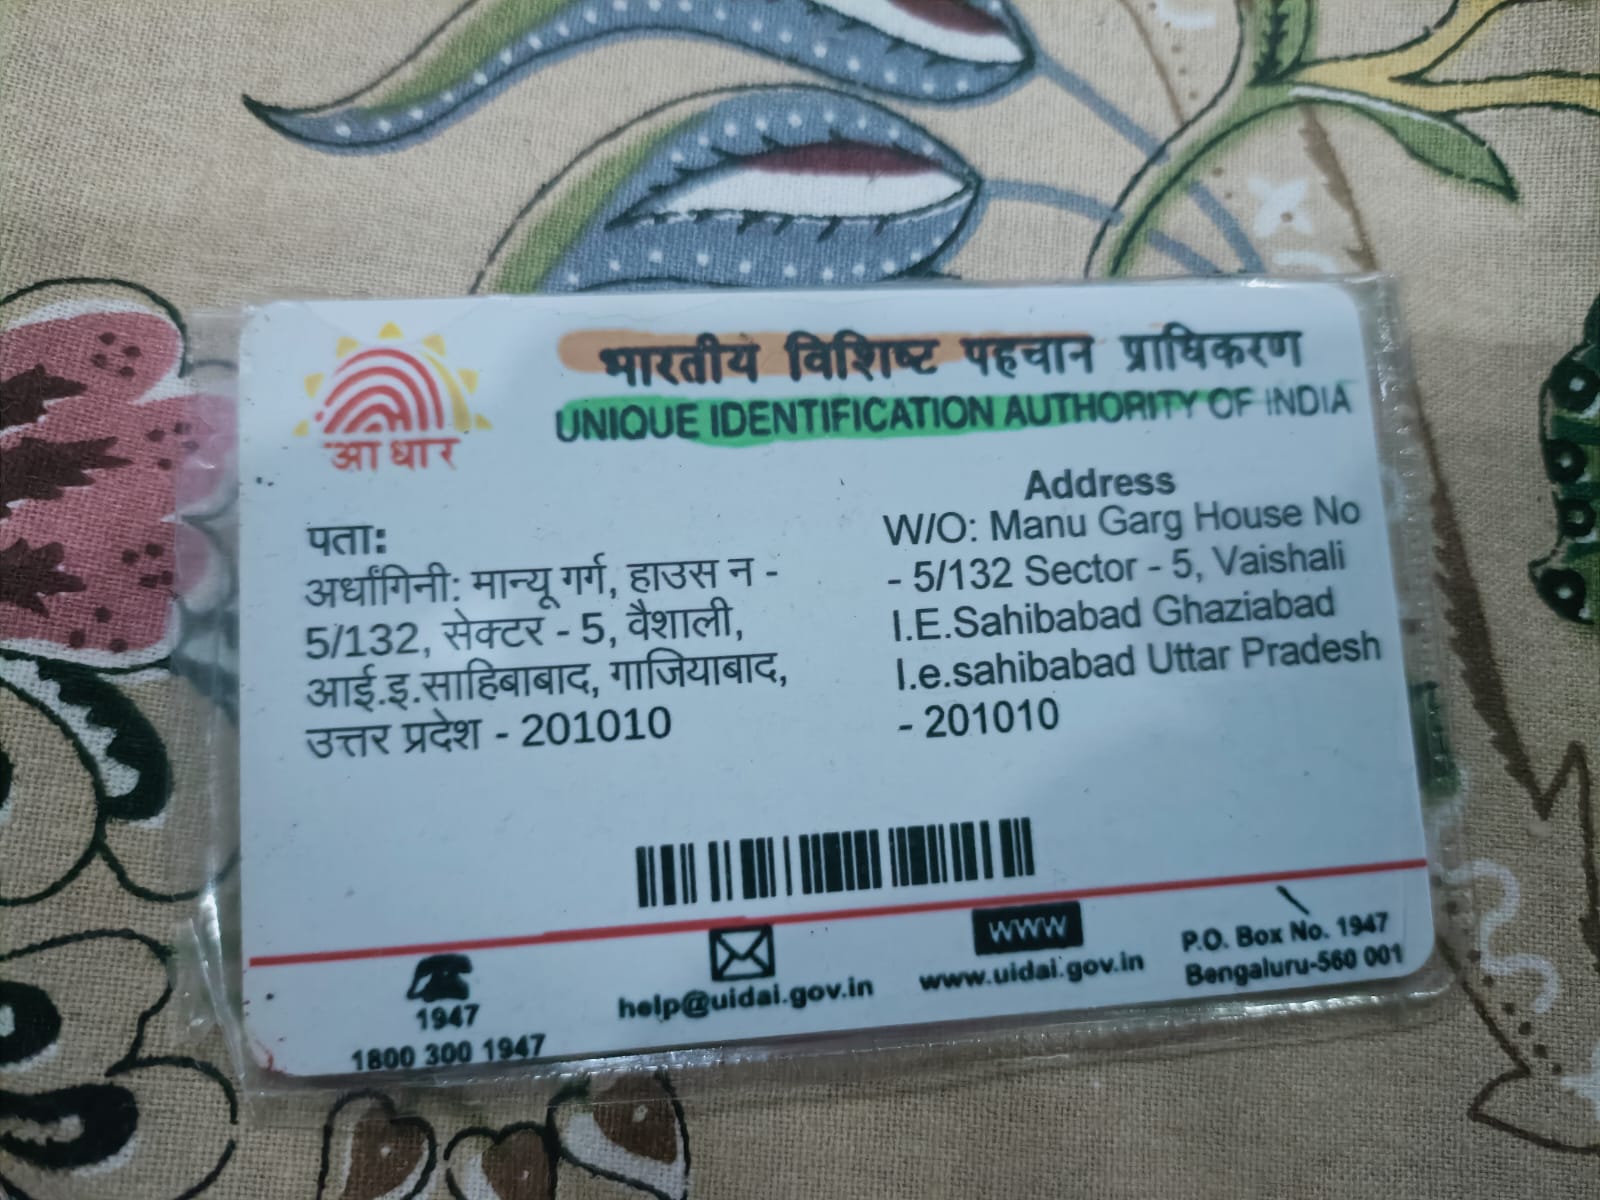 आधार
भारतीय विशिष्ट पहचान प्राधिकरण
UNIQUE IDENTIFICATION AUTHORITY OF INDIA
पता:
अर्धांगिनी: मान्यू गर्ग, हाउस न -
5/132, सेक्टर - 5, वैशाली,
आई.इ.साहिबाबाद, गाजियाबाद,
उत्तर प्रदेश - 201010
Address
W/O: Manu Garg House No
- 5/132 Sector - 5, Vaishali
I.E.Sahibabad Ghaziabad
I.e.sahibabad Uttar Pradesh
- 201010
1947
1800 300 1947
help@uidai.gov.in
www
www.uidai.gov.in
P.O. Box No. 1947
Bengaluru-560 001